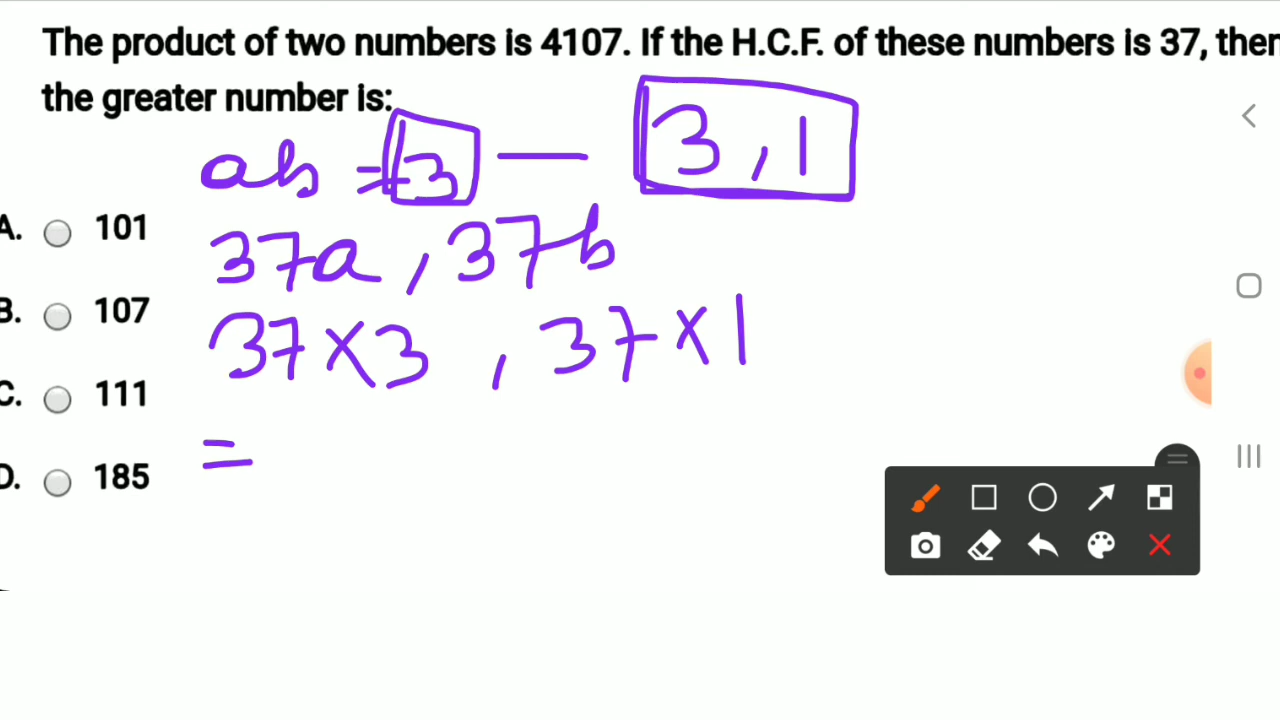 The product of two numbers is 4107. If the H.C.F. of these numbers is 37, then
the greater number is:
ab = 3 — 3, 1
A. 101
37a, 37b
B. 107
37×3, 37×1
C. 111
=
D. 185